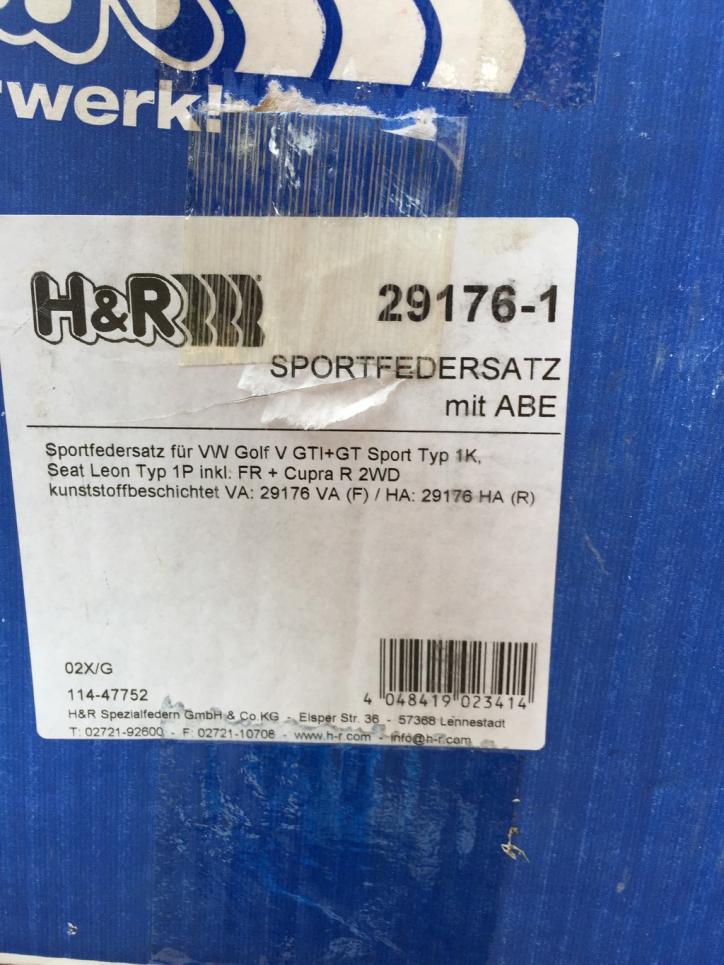 werk!
H&R
29176-1
SPORTFEDERSATZ
mit ABE
Sportfedersatz für VW Golf V GTI+GT Sport Typ 1K,
Seat Leon Typ 1P inkl. FR + Cupra R 2WD
kunststoffbeschichtet VA: 29176 VA (F) / HA: 29176 HA (R)
02X/G
114-47752
4 048419 023414
H&R Spezialfedern GmbH & Co KG - Elsper Str. 36 - 57368 Lennestadt
T: 02721-92600 - F: 02721-10708 - www.h-r.com - info@h-r.com